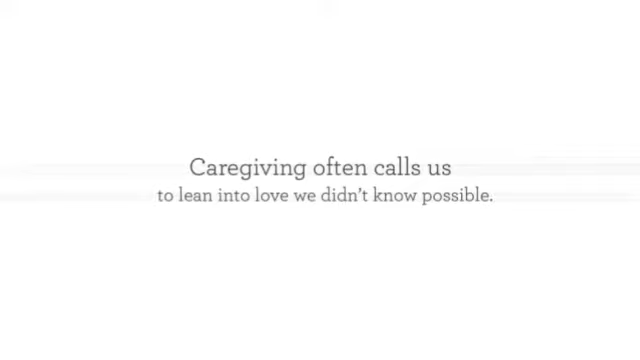 Caregiving often calls us
to lean into love we didn't know possible.